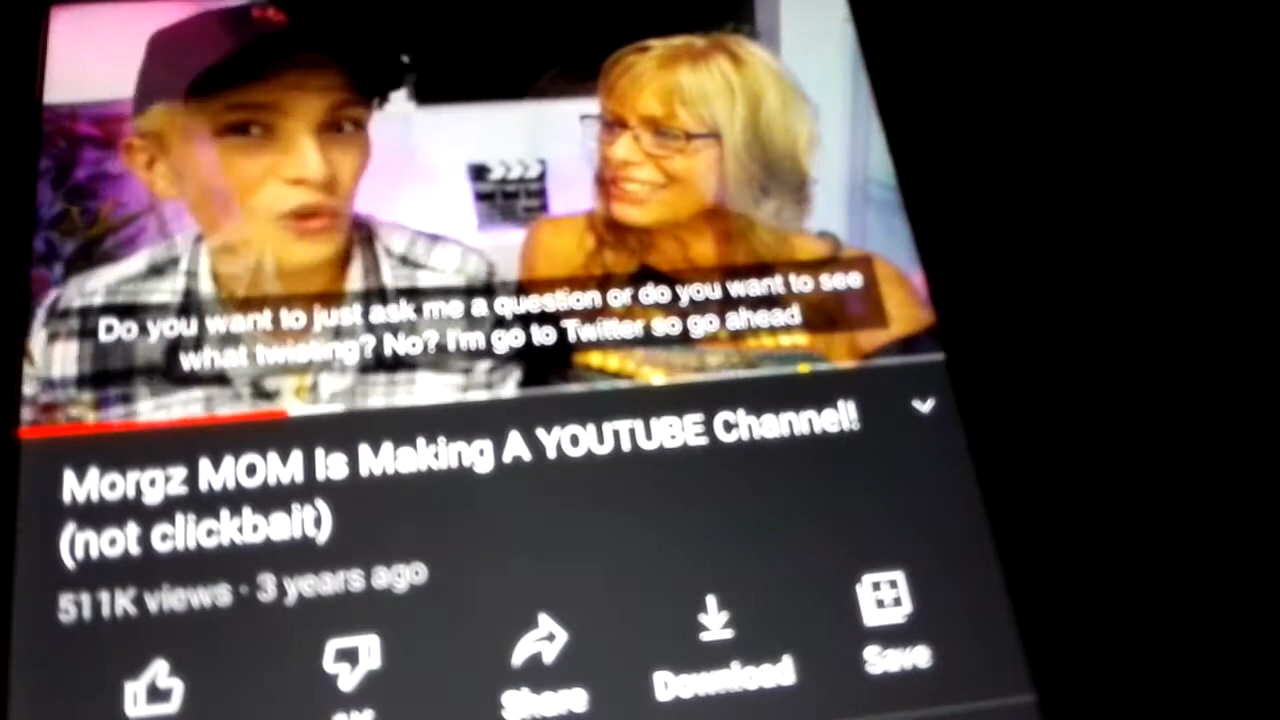 Do you want to just ask me a question or do you want to see
what twisting? No? I'm go to Twitter so go ahead
Morgz MOM Is Making A YOUTUBE Channel!
(not clickbait)
511K views · 3 years ago
Share
Download
Save